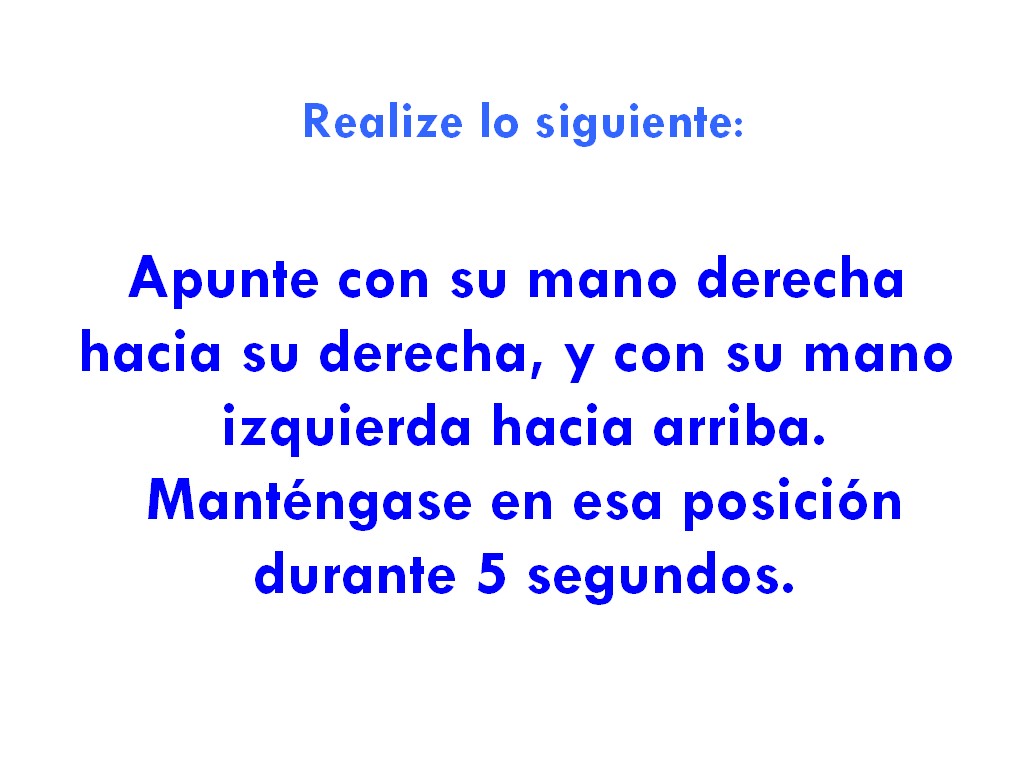 Realize lo siguiente:
Apunte con su mano derecha
hacia su derecha, y con su mano
izquierda hacia arriba.
Manténgase en esa posición
durante 5 segundos.